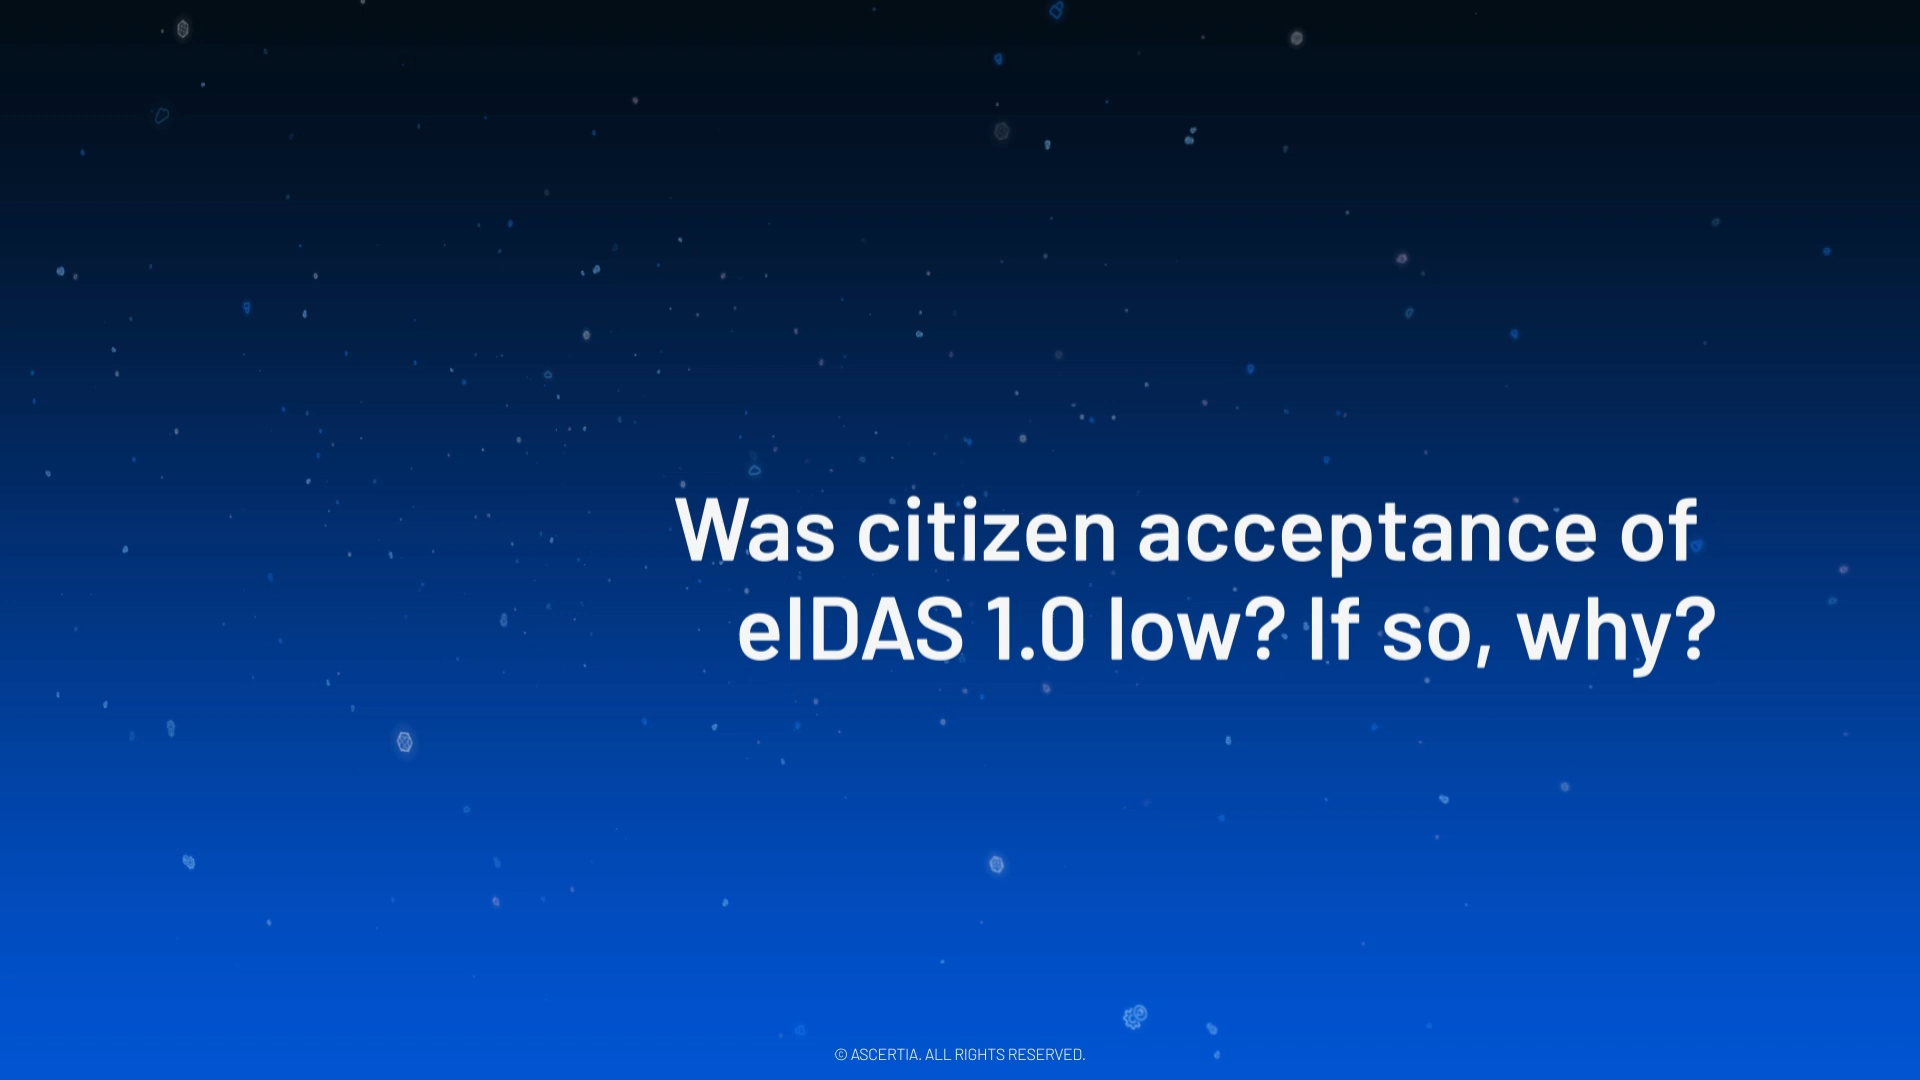 Was citizen acceptance of
eIDAS 1.0 low? If so, why?
© ASCERTIA. ALL RIGHTS RESERVED.